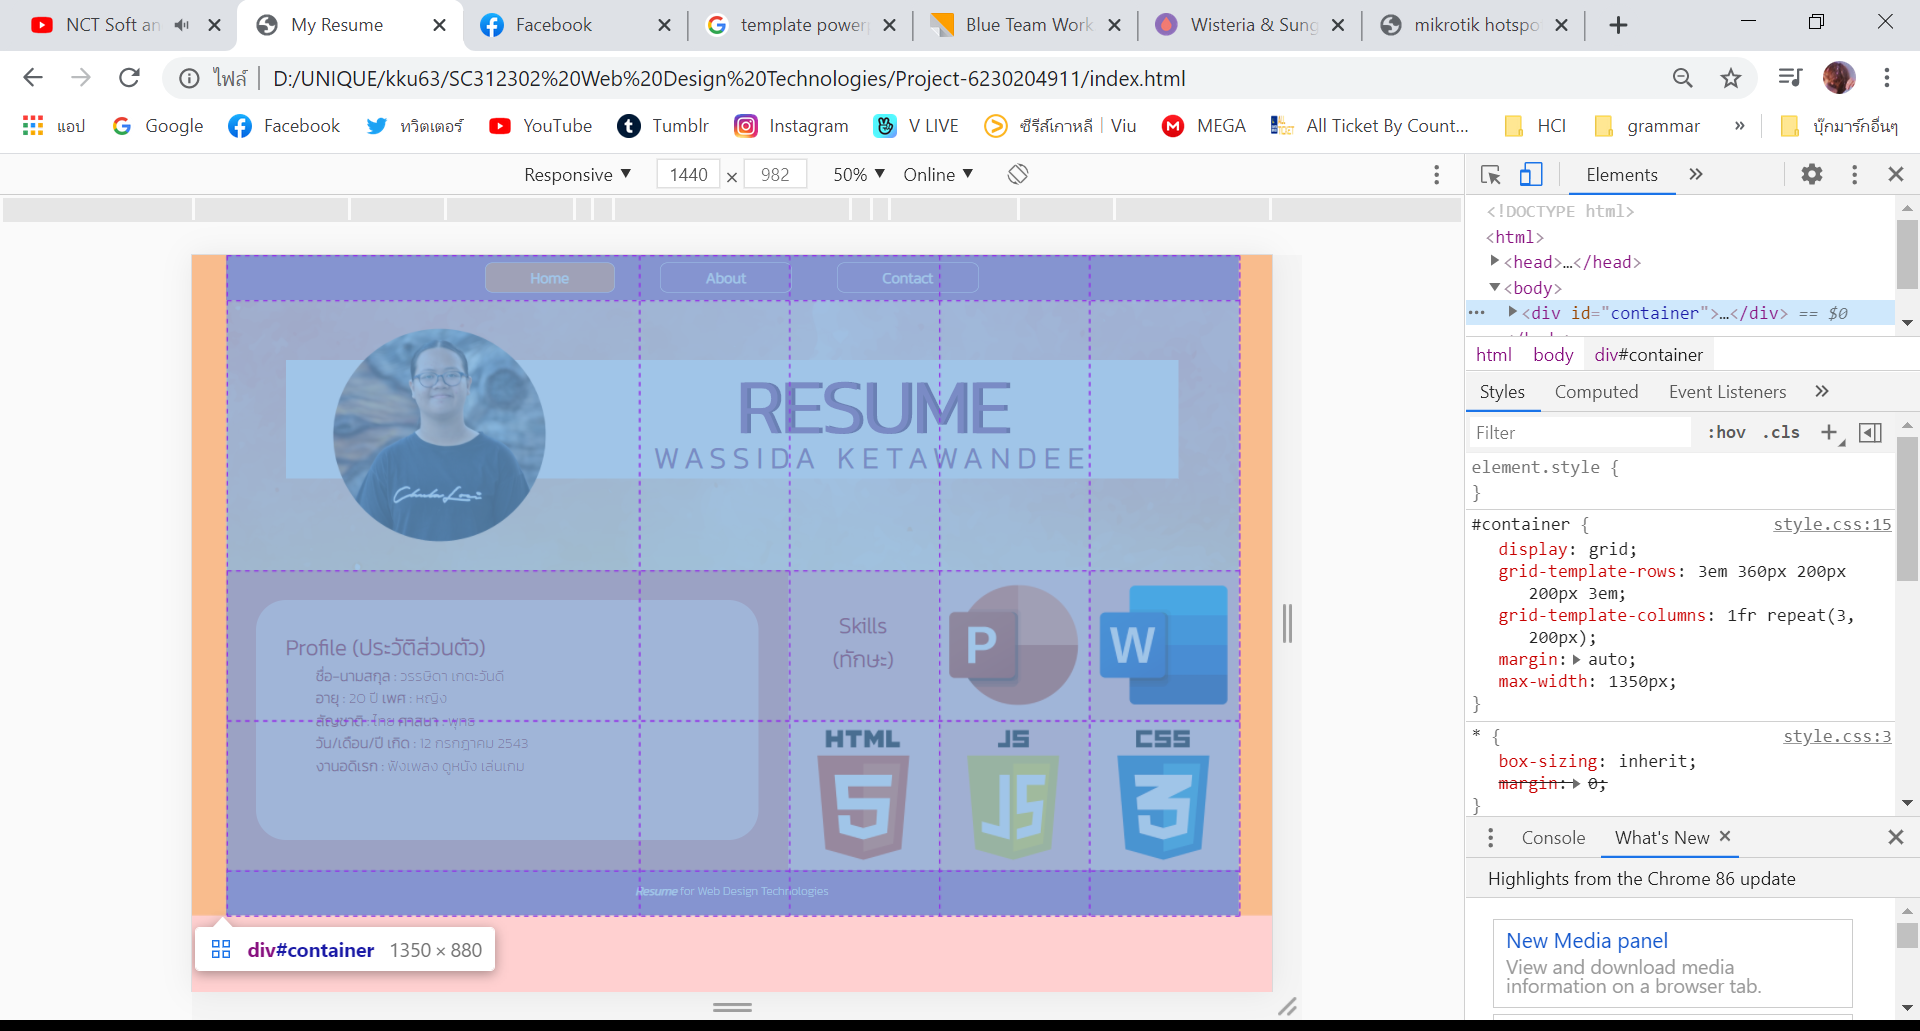 NCT Soft an
My Resume
Facebook
template powerp
Blue Team Work
Wisteria & Sung
mikrotik hotspo
ไฟล์ | D:/UNIQUE/kku63/SC312302%20Web%20Design%20Technologies/Project-6230204911/index.html
แอป Google Facebook ทวิตเตอร์ YouTube Tumblr Instagram V LIVE ซีรีส์เกาหลี | Viu MEGA All Ticket By Count... HCI grammar » บุ๊กมาร์กอื่นๆ
Responsive ▼ 1440 × 982 50% ▼ Online ▼
Elements »
Home About Contact
RESUME
WASSIDA KETAWANDEE
Profile (ประวัติส่วนตัว)
ชื่อ-นามสกุล : วรรษิดา เกตะวันดี
อายุ : 20 ปี เพศ : หญิง
สัญชาติ : ไทย ศาสนา : พุทธ
วัน/เดือน/ปี เกิด : 12 กรกฎาคม 2543
งานอดิเรก : ฟังเพลง ดูหนัง เล่นเกม
Skills
(ทักษะ)
P
W
HTML
5
JS
JS
CSS
3
Resume for Web Design Technologies
div#container 1350 × 880
<!DOCTYPE html>
<html>
<head>…</head>
<body>
<div id="container">…</div> == $0
html body div#container
Styles Computed Event Listeners »
Filter :hov .cls +
element.style {
}
#container { style.css:15
display: grid;
grid-template-rows: 3em 360px 200px
200px 3em;
grid-template-columns: 1fr repeat(3,
200px);
margin: auto;
max-width: 1350px;
}
* { style.css:3
box-sizing: inherit;
margin: 0;
}
Console What's New
Highlights from the Chrome 86 update
New Media panel
View and download media
information on a browser tab.